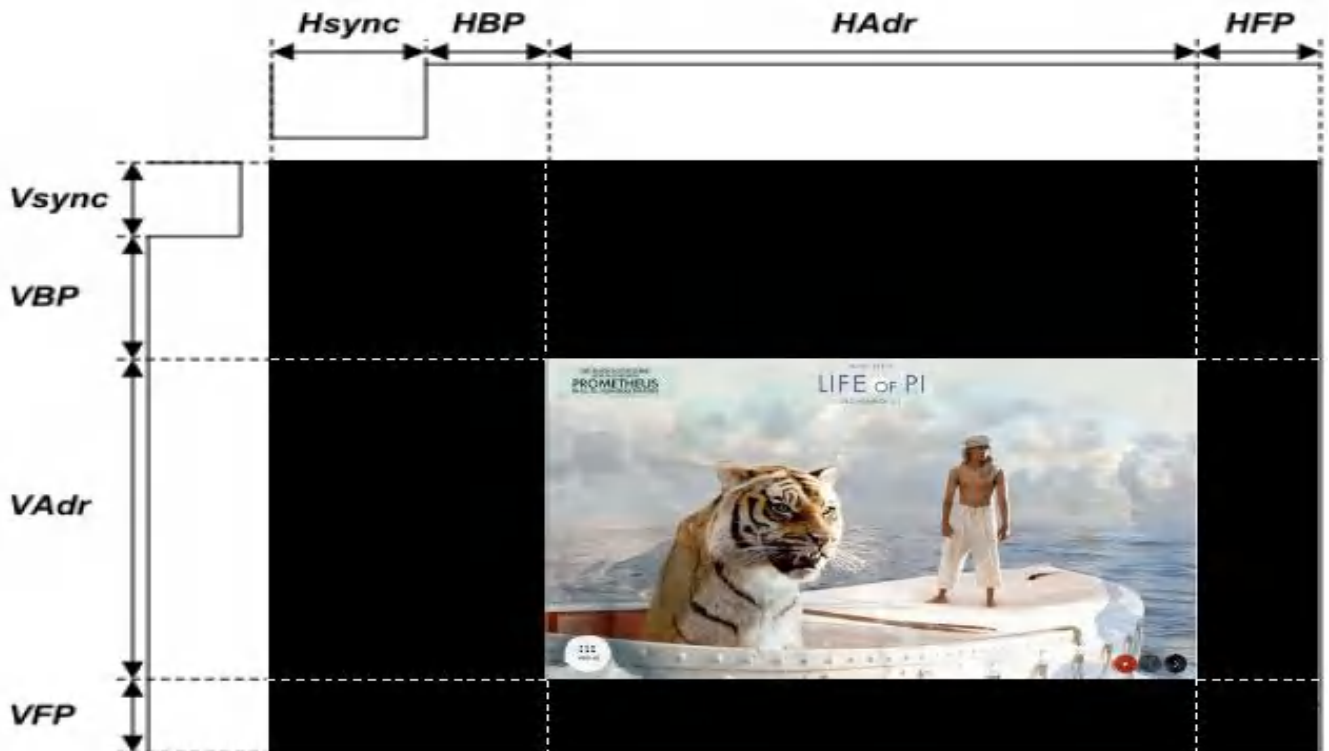 Hsync HBP HAdr HFP
Vsync
VBP
PROMETHEUS
LIFE OF PI
VAdr
VFP